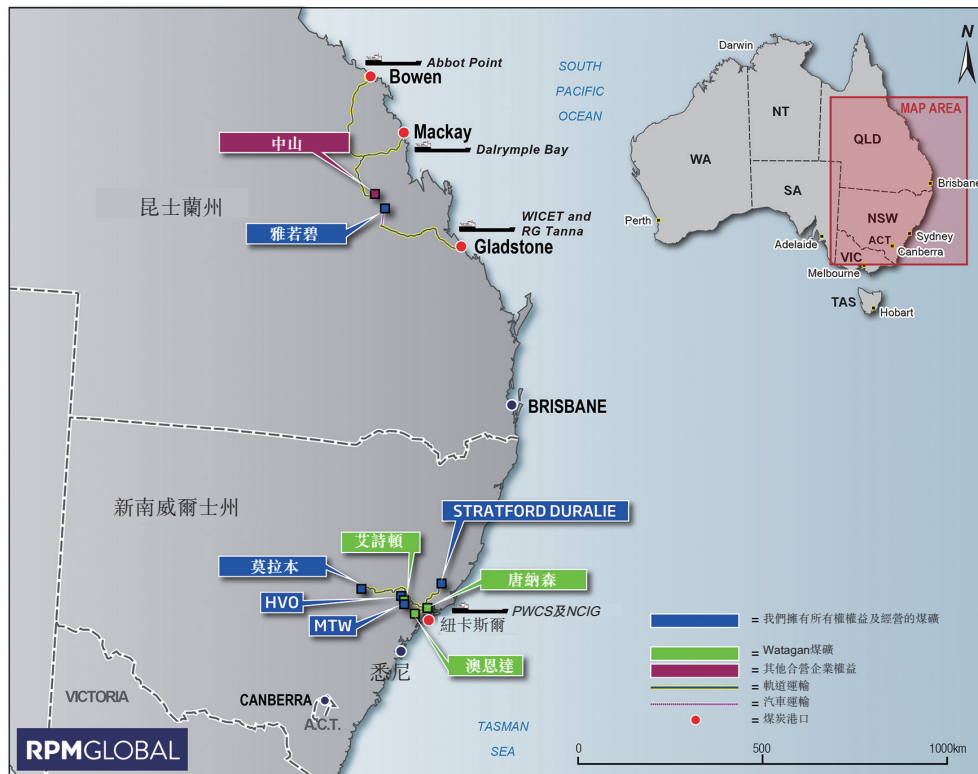 Abbot Point
Bowen
Mackay
Dalrymple Bay
中山
昆士蘭州
雅若碧
WICET and
RG Tanna
Gladstone
SOUTH
PACIFIC
OCEAN
BRISBANE
新南威爾士州
STRATFORD DURALIE
艾詩頓
莫拉本
唐納森
HVO
MTW
PWCS及NCIG
紐卡斯爾
澳恩達
悉尼
VICTORIA
CANBERRA
A.C.T.
TASMAN
SEA
RPMGLOBAL
N
Darwin
MAP AREA
NT
QLD
WA
SA
Brisbane
NSW
Perth
Sydney
ACT
Adelaide
Canberra
VIC
Melbourne
TAS
Hobart
= 我們擁有所有權權益及經營的煤礦
= Watagan煤礦
= 其他合營企業權益
= 軌道運輸
= 汽車運輸
= 煤炭港口
0 500 1000km